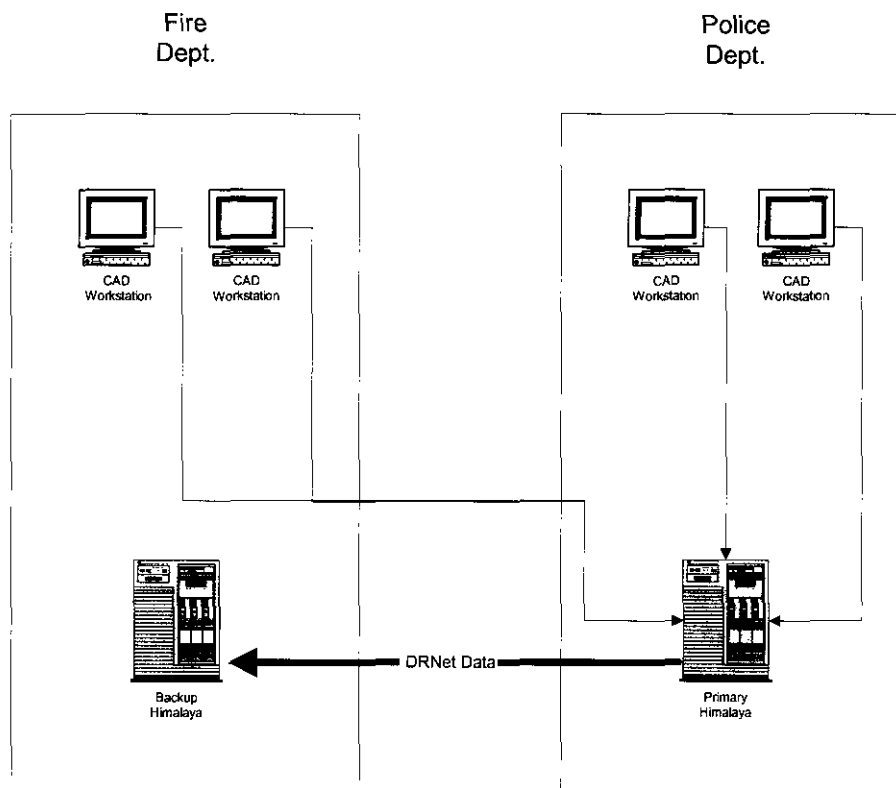 Fire
Dept.
Police
Dept.
CAD
Workstation
CAD
Workstation
CAD
Workstation
CAD
Workstation
DRNet Data
Backup
Himalaya
Primary
Himalaya